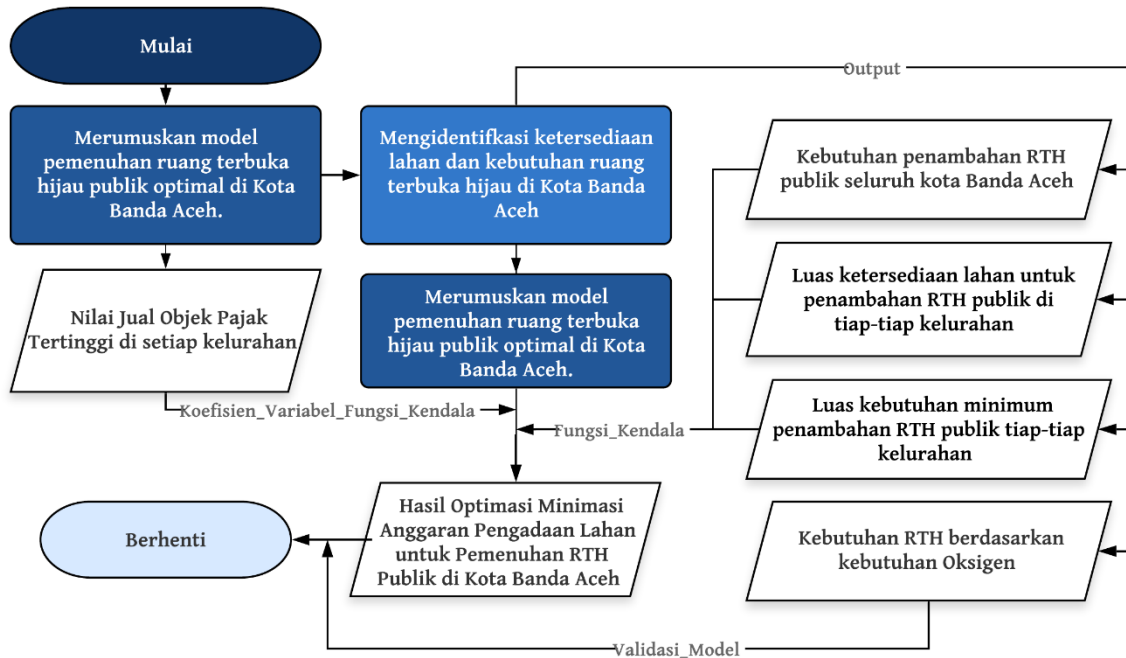 Mulai
Output
Merumuskan model
pemenuhan ruang terbuka
hijau publik optimal di Kota
Banda Aceh.
Mengidentifkasi ketersediaan
lahan dan kebutuhan ruang
terbuka hijau di Kota Banda
Aceh
Kebutuhan penambahan RTH
publik seluruh kota Banda Aceh
Nilai Jual Objek Pajak
Tertinggi di setiap kelurahan
Merumuskan model
pemenuhan ruang terbuka
hijau publik optimal di Kota
Banda Aceh.
Luas ketersediaan lahan untuk
penambahan RTH publik di
tiap-tiap kelurahan
Koefisien_Variabel_Fungsi_Kendala
Fungsi_Kendala
Luas kebutuhan minimum
penambahan RTH publik tiap-tiap
kelurahan
Berhenti
Hasil Optimasi Minimasi
Anggaran Pengadaan Lahan
untuk Pemenuhan RTH
Publik di Kota Banda Aceh
Kebutuhan RTH berdasarkan
kebutuhan Oksigen
Validasi_Model